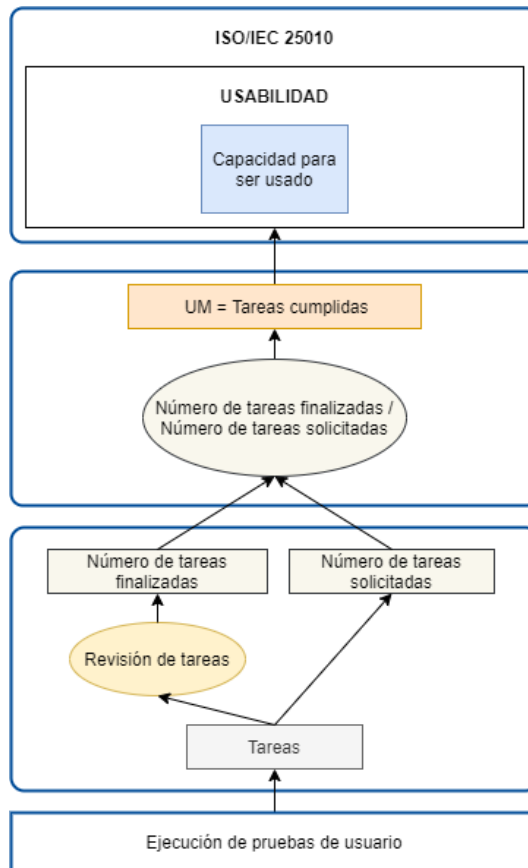 ISO/IEC 25010
USABILIDAD
Capacidad para
ser usado
UM = Tareas cumplidas
Número de tareas finalizadas /
Número de tareas solicitadas
Número de tareas
finalizadas
Número de tareas
solicitadas
Revisión de tareas
Tareas
Ejecución de pruebas de usuario